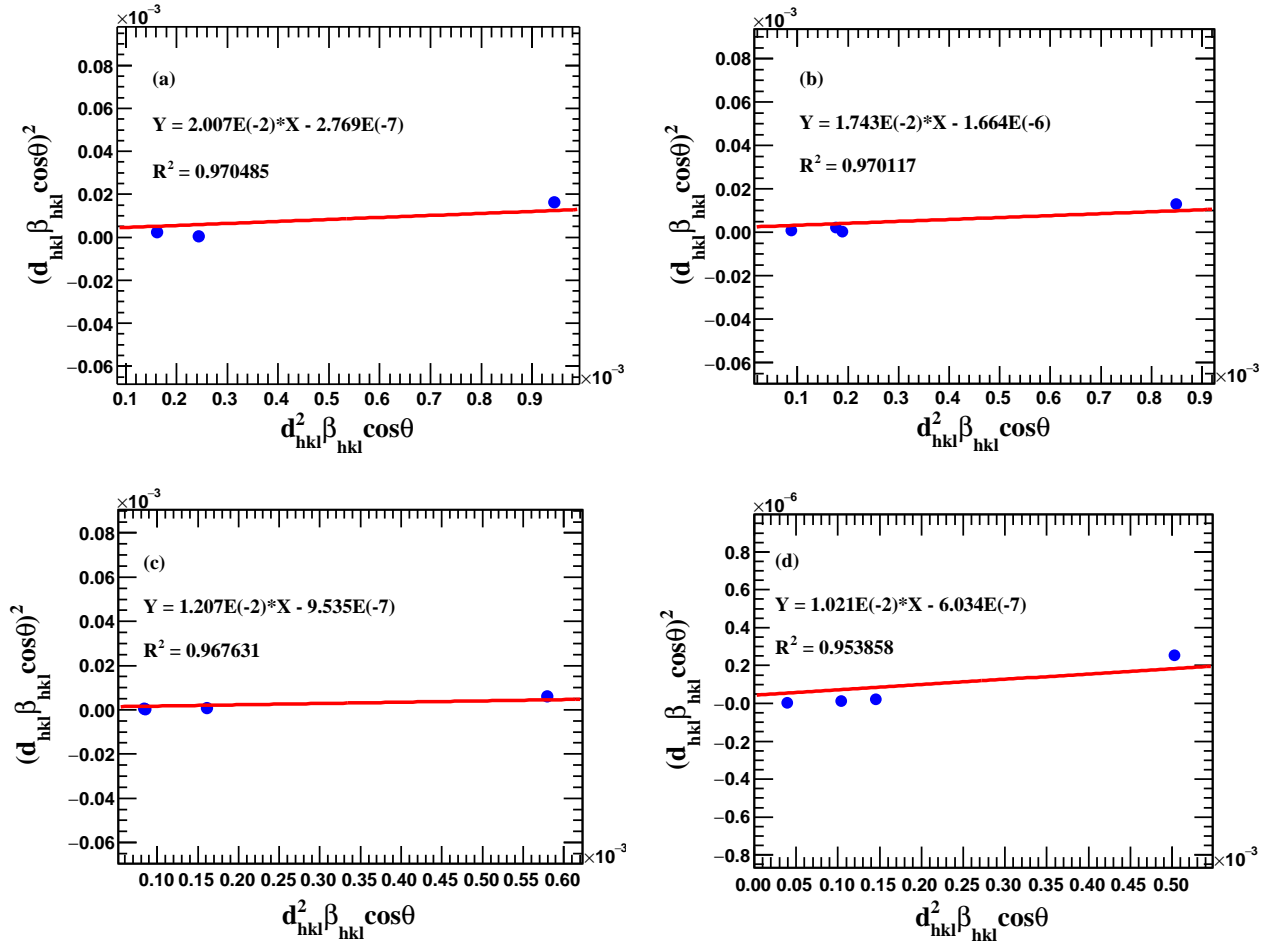 ×10⁻³
0.08
0.06
0.04
0.02
0.00
−0.02
−0.04
−0.06
(d_hkl β_hkl cosθ)²
(a)
Y = 2.007E(-2)*X - 2.769E(-7)
R² = 0.970485
0.1 0.2 0.3 0.4 0.5 0.6 0.7 0.8 0.9
×10⁻³
d²_hkl β_hkl cosθ
×10⁻³
0.08
0.06
0.04
0.02
0.00
−0.02
−0.04
−0.06
(d_hkl β_hkl cosθ)²
(b)
Y = 1.743E(-2)*X - 1.664E(-6)
R² = 0.970117
0.1 0.2 0.3 0.4 0.5 0.6 0.7 0.8 0.9
×10⁻³
d²_hkl β_hkl cosθ
×10⁻³
0.08
0.06
0.04
0.02
0.00
−0.02
−0.04
−0.06
(d_hkl β_hkl cosθ)²
(c)
Y = 1.207E(-2)*X - 9.535E(-7)
R² = 0.967631
0.10 0.15 0.20 0.25 0.30 0.35 0.40 0.45 0.50 0.55 0.60
×10⁻³
d²_hkl β_hkl cosθ
×10⁻⁶
0.8
0.6
0.4
0.2
−0.0
−0.2
−0.4
−0.6
−0.8
(d_hkl β_hkl cosθ)²
(d)
Y = 1.021E(-2)*X - 6.034E(-7)
R² = 0.953858
0.00 0.05 0.10 0.15 0.20 0.25 0.30 0.35 0.40 0.45 0.50
×10⁻³
d²_hkl β_hkl cosθ